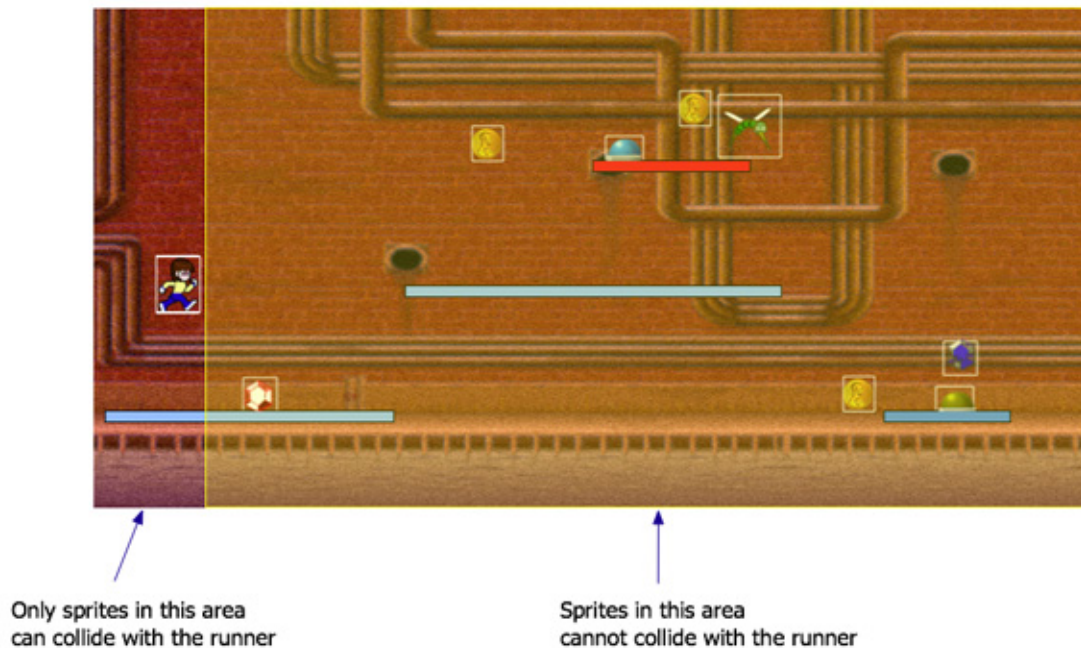 Only sprites in this area
can collide with the runner
Sprites in this area
cannot collide with the runner